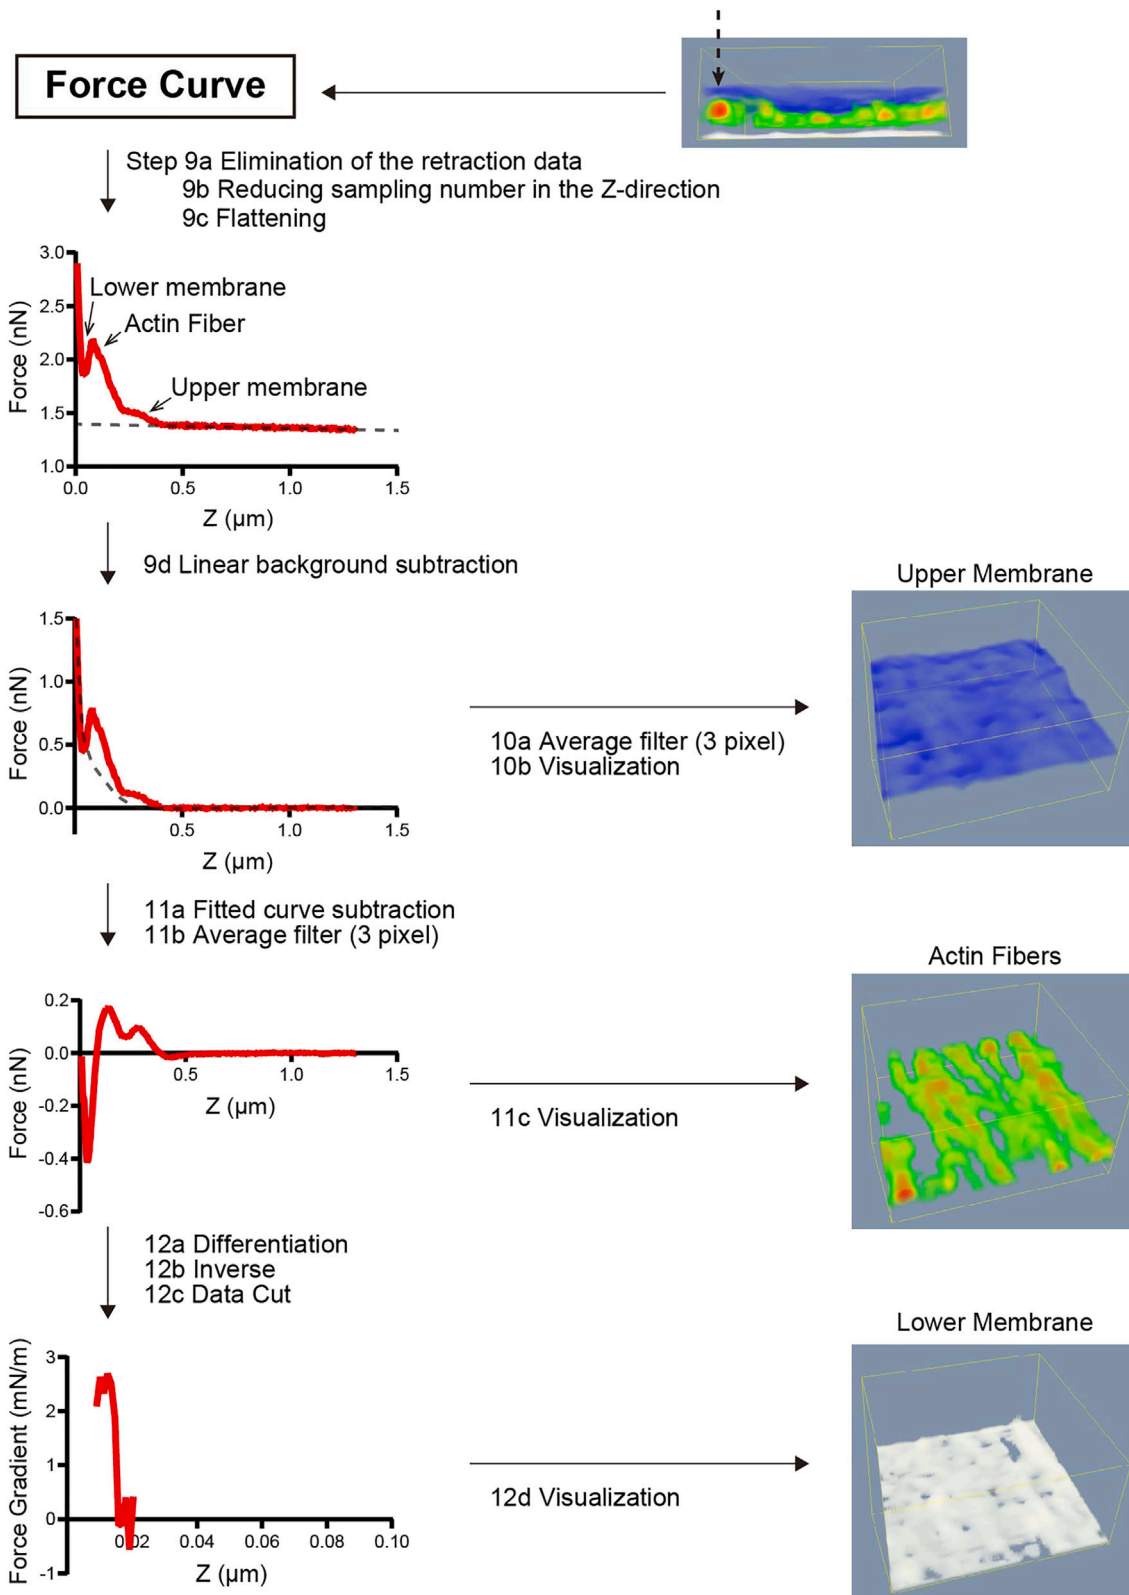 Force Curve
Step 9a Elimination of the retraction data
9b Reducing sampling number in the Z-direction
9c Flattening
3.0
2.5
2.0
1.5
1.0
Force (nN)
Lower membrane
Actin Fiber
Upper membrane
0.0
0.5
1.0
1.5
Z (µm)
9d Linear background subtraction
1.5
1.0
0.5
0.0
Force (nN)
0.5
1.0
1.5
Z (µm)
10a Average filter (3 pixel)
10b Visualization
Upper Membrane
11a Fitted curve subtraction
11b Average filter (3 pixel)
0.2
0.0
-0.2
-0.4
-0.6
Force (nN)
0.5
1.0
1.5
Z (µm)
11c Visualization
Actin Fibers
12a Differentiation
12b Inverse
12c Data Cut
3
2
1
0
-1
Force Gradient (mN/m)
0.02
0.04
0.06
0.08
0.10
Z (µm)
12d Visualization
Lower Membrane